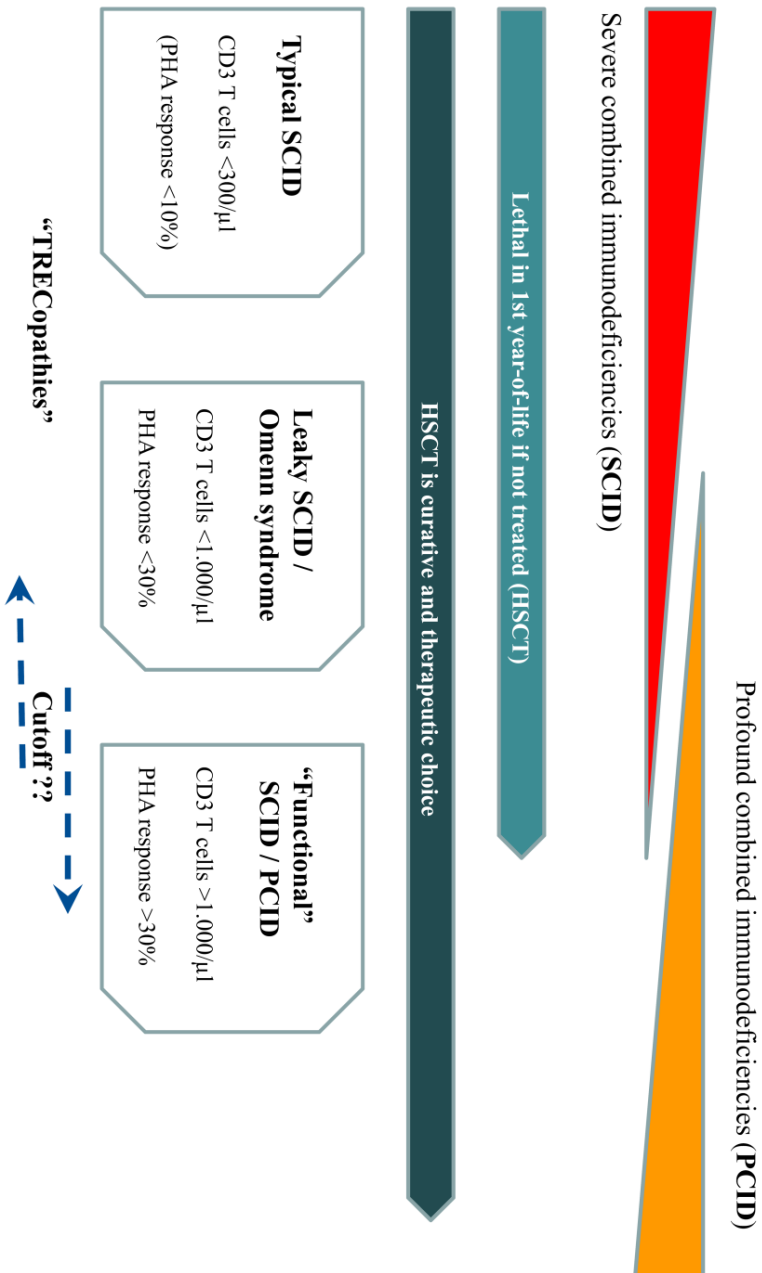 Profound combined immunodeficiencies (PCID)
Severe combined immunodeficiencies (SCID)
Lethal in 1st year-of-life if not treated (HSCT)
HSCT is curative and therapeutic choice
Typical SCID
CD3 T cells <300/µl
(PHA response <10%)
Leaky SCID /
Omenn syndrome
CD3 T cells <1.000/µl
PHA response <30%
“Functional”
SCID / PCID
CD3 T cells >1.000/µl
PHA response >30%
“TRECopathies”
Cutoff ??